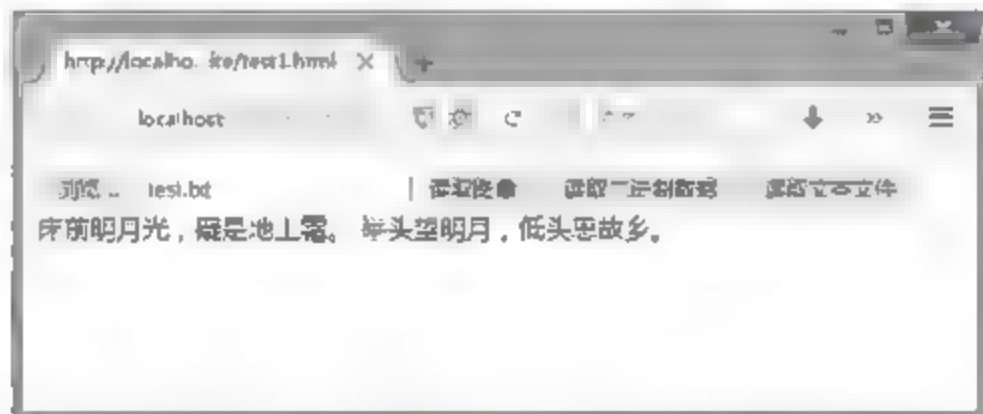 localhost
浏览… test.txt 读取图像 读取二进制数据 读取文本文件
床前明月光，疑是地上霜。 举头望明月，低头思故乡。